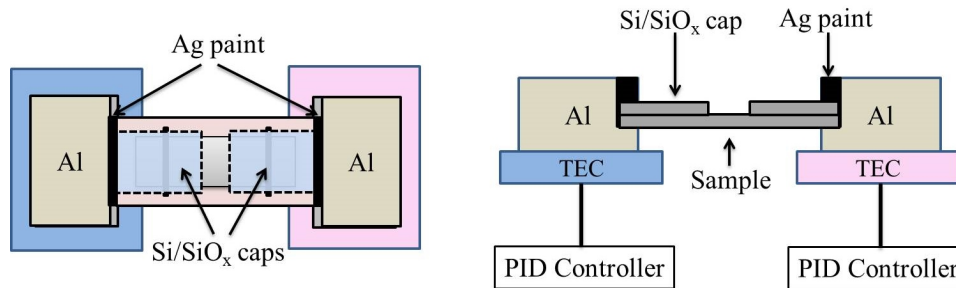 Ag paint
Al
Al
Si/SiOₓ caps
Si/SiOₓ cap
Ag paint
Al
Al
TEC
TEC
Sample
PID Controller
PID Controller